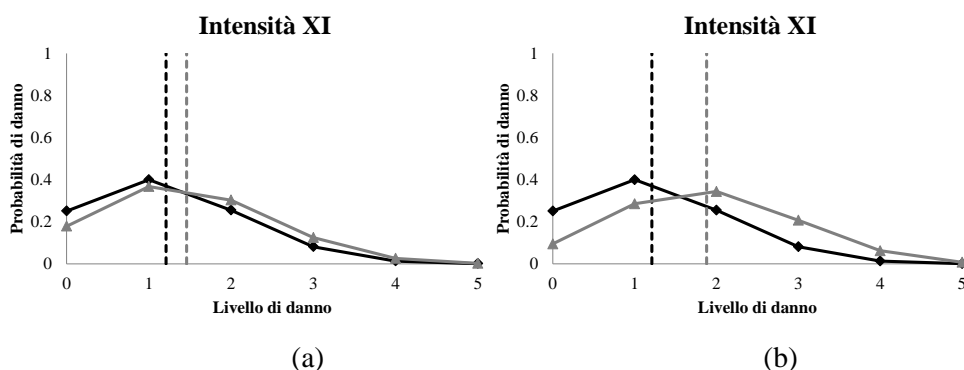 Intensità XI
Probabilità di danno
1
0.8
0.6
0.4
0.2
0
0 1 2 3 4 5
Livello di danno
(a)
Intensità XI
Probabilità di danno
1
0.8
0.6
0.4
0.2
0
0 1 2 3 4 5
Livello di danno
(b)